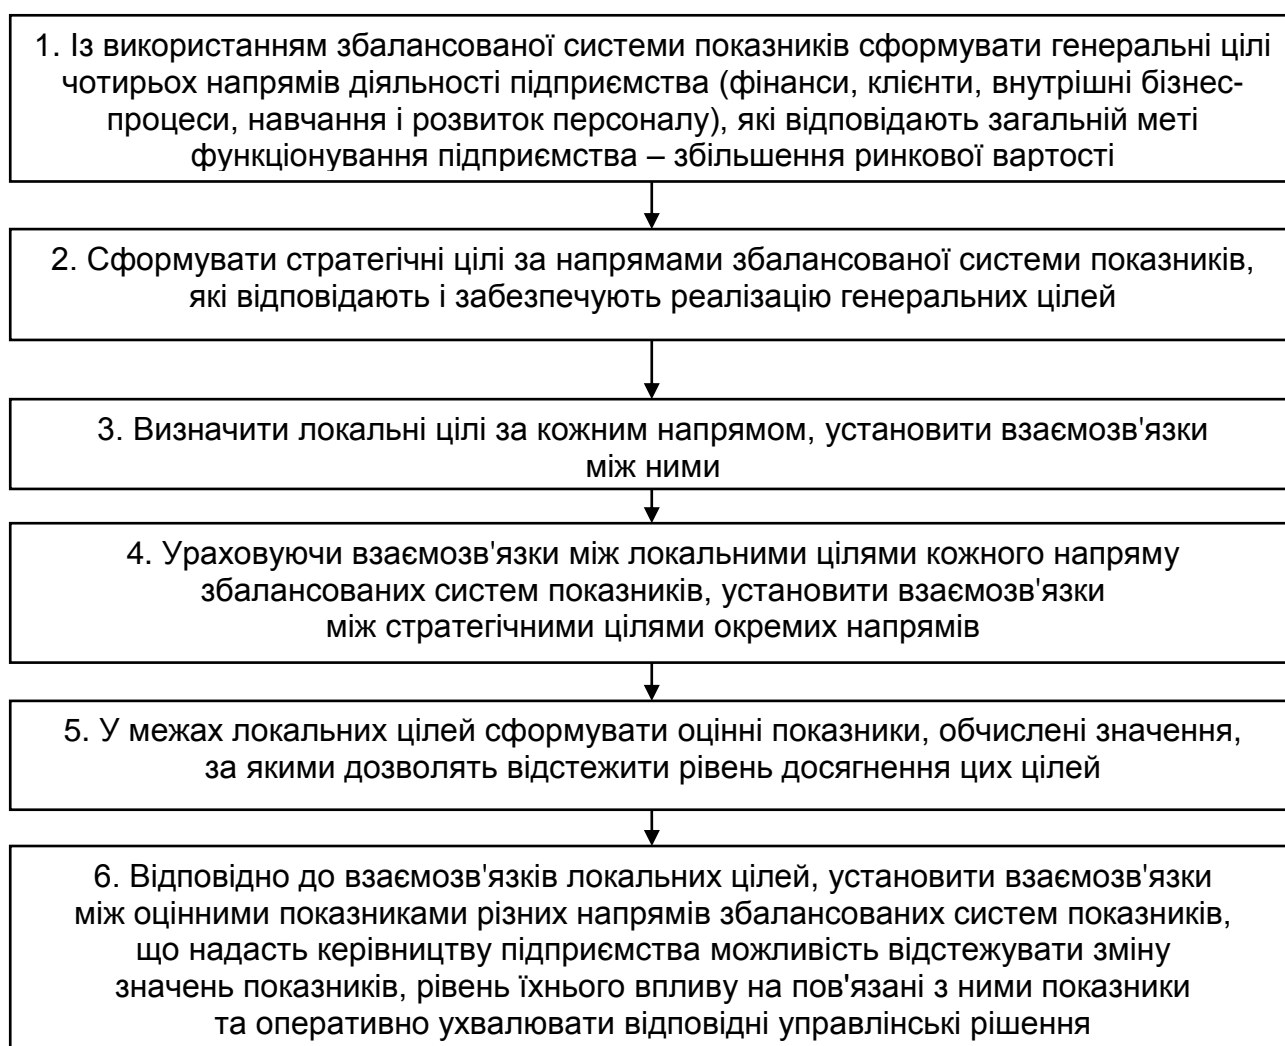 1. Із використанням збалансованої системи показників сформувати генеральні цілі
чотирьох напрямів діяльності підприємства (фінанси, клієнти, внутрішні бізнес-
процеси, навчання і розвиток персоналу), які відповідають загальній меті
функціонування підприємства – збільшення ринкової вартості
2. Сформувати стратегічні цілі за напрямами збалансованої системи показників,
які відповідають і забезпечують реалізацію генеральних цілей
3. Визначити локальні цілі за кожним напрямом, установити взаємозв'язки
між ними
4. Ураховуючи взаємозв'язки між локальними цілями кожного напряму
збалансованих систем показників, установити взаємозв'язки
між стратегічними цілями окремих напрямів
5. У межах локальних цілей сформувати оцінні показники, обчислені значення,
за якими дозволять відстежити рівень досягнення цих цілей
6. Відповідно до взаємозв'язків локальних цілей, установити взаємозв'язки
між оцінними показниками різних напрямів збалансованих систем показників,
що надасть керівництву підприємства можливість відстежувати зміну
значень показників, рівень їхнього впливу на пов'язані з ними показники
та оперативно ухвалювати відповідні управлінські рішення